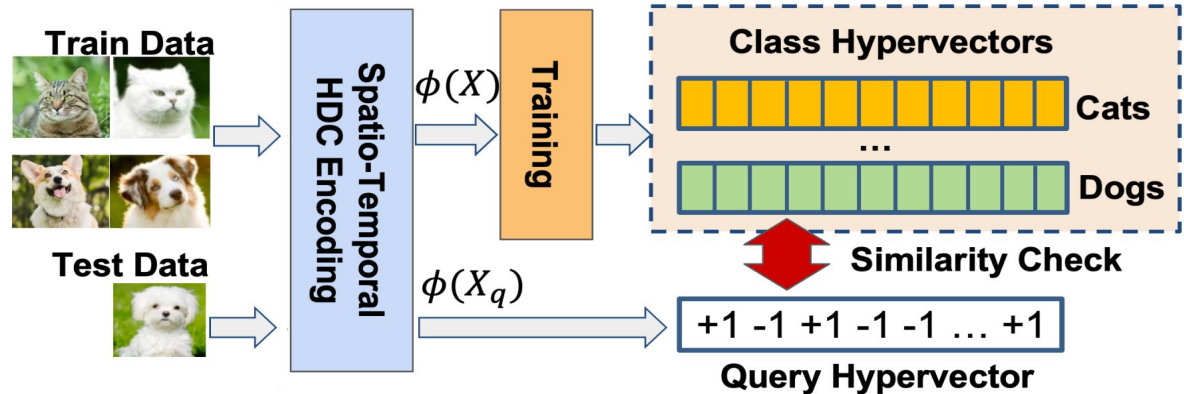 Train Data
Test Data
Spatio-Temporal
HDC Encoding
ϕ(X)
ϕ(X_q)
Training
Class Hypervectors
Cats
...
Dogs
Similarity Check
+1 -1 +1 -1 -1 ... +1
Query Hypervector